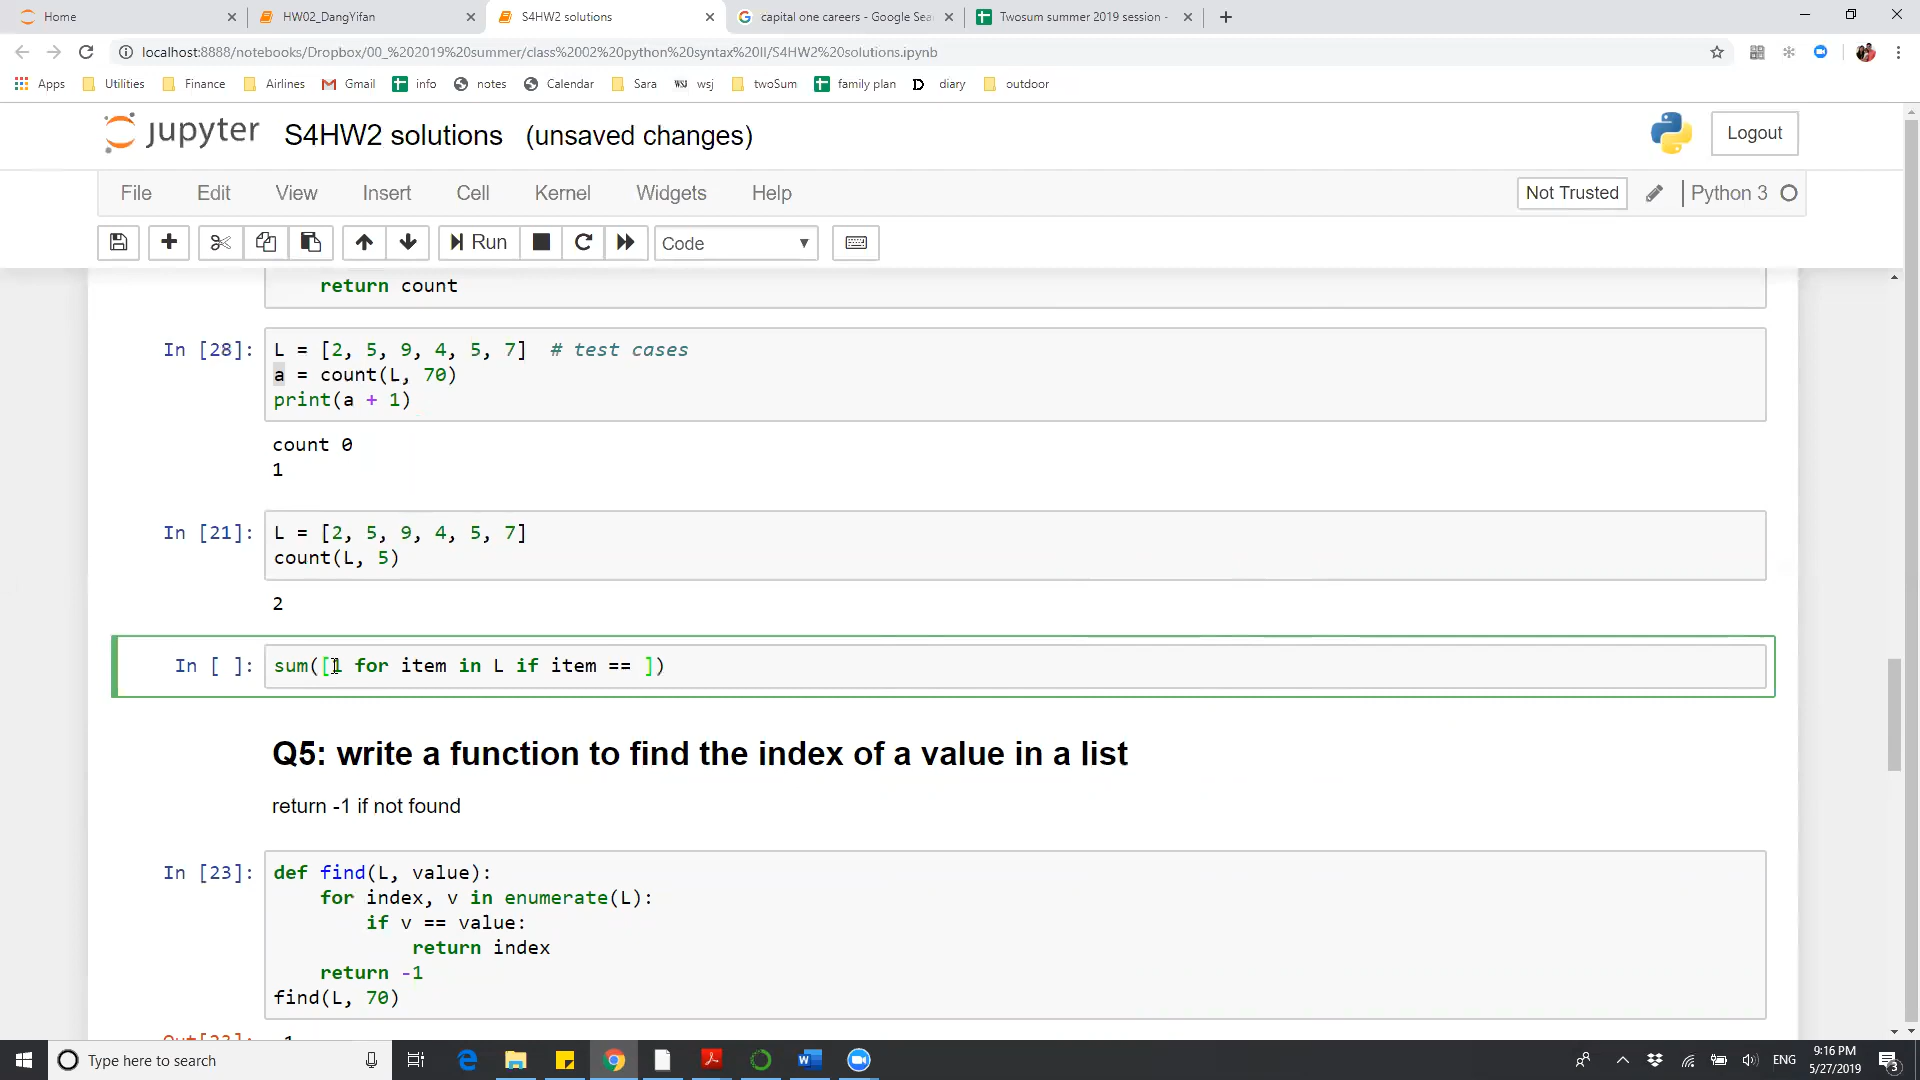 Home
HW02_DangYifan
S4HW2 solutions
capital one careers - Google Sea
Twosum summer 2019 session -
localhost:8888/notebooks/Dropbox/00_%202019%20summer/class%2002%20python%20syntax%20II/S4HW2%20solutions.ipynb
Apps Utilities Finance Airlines Gmail info notes Calendar Sara WSJ wsj twoSum family plan D diary outdoor
jupyter S4HW2 solutions (unsaved changes)
Logout
File Edit View Insert Cell Kernel Widgets Help
Not Trusted
Python 3
Run
Code
return count
In [28]:
L = [2, 5, 9, 4, 5, 7] # test cases
a = count(L, 70)
print(a + 1)
count 0
1
In [21]:
L = [2, 5, 9, 4, 5, 7]
count(L, 5)
2
In [ ]:
sum([1 for item in L if item == ])
Q5: write a function to find the index of a value in a list
return -1 if not found
In [23]:
def find(L, value):
for index, v in enumerate(L):
if v == value:
return index
return -1
find(L, 70)
Type here to search
ENG
9:16 PM
5/27/2019
3